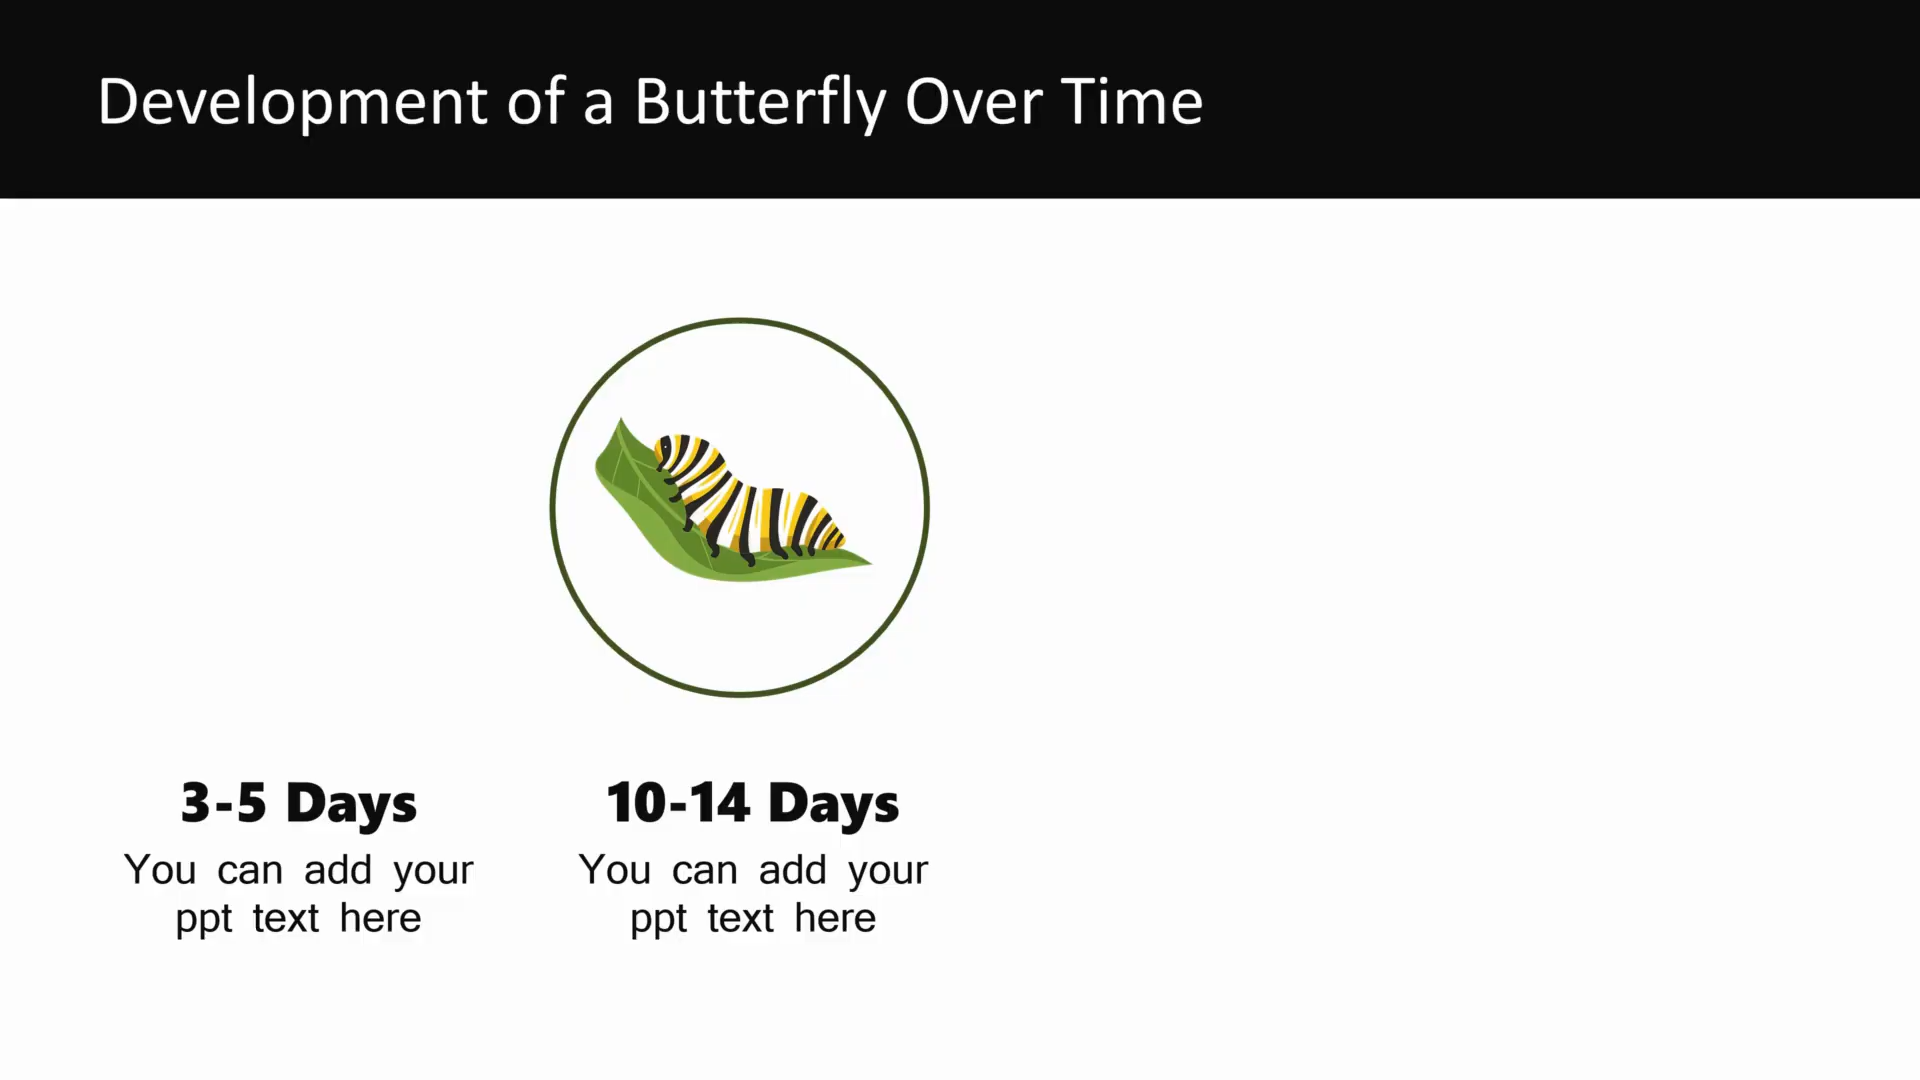 Development of a Butterfly Over Time
3-5 Days
You can add your
ppt text here
10-14 Days
You can add your
ppt text here